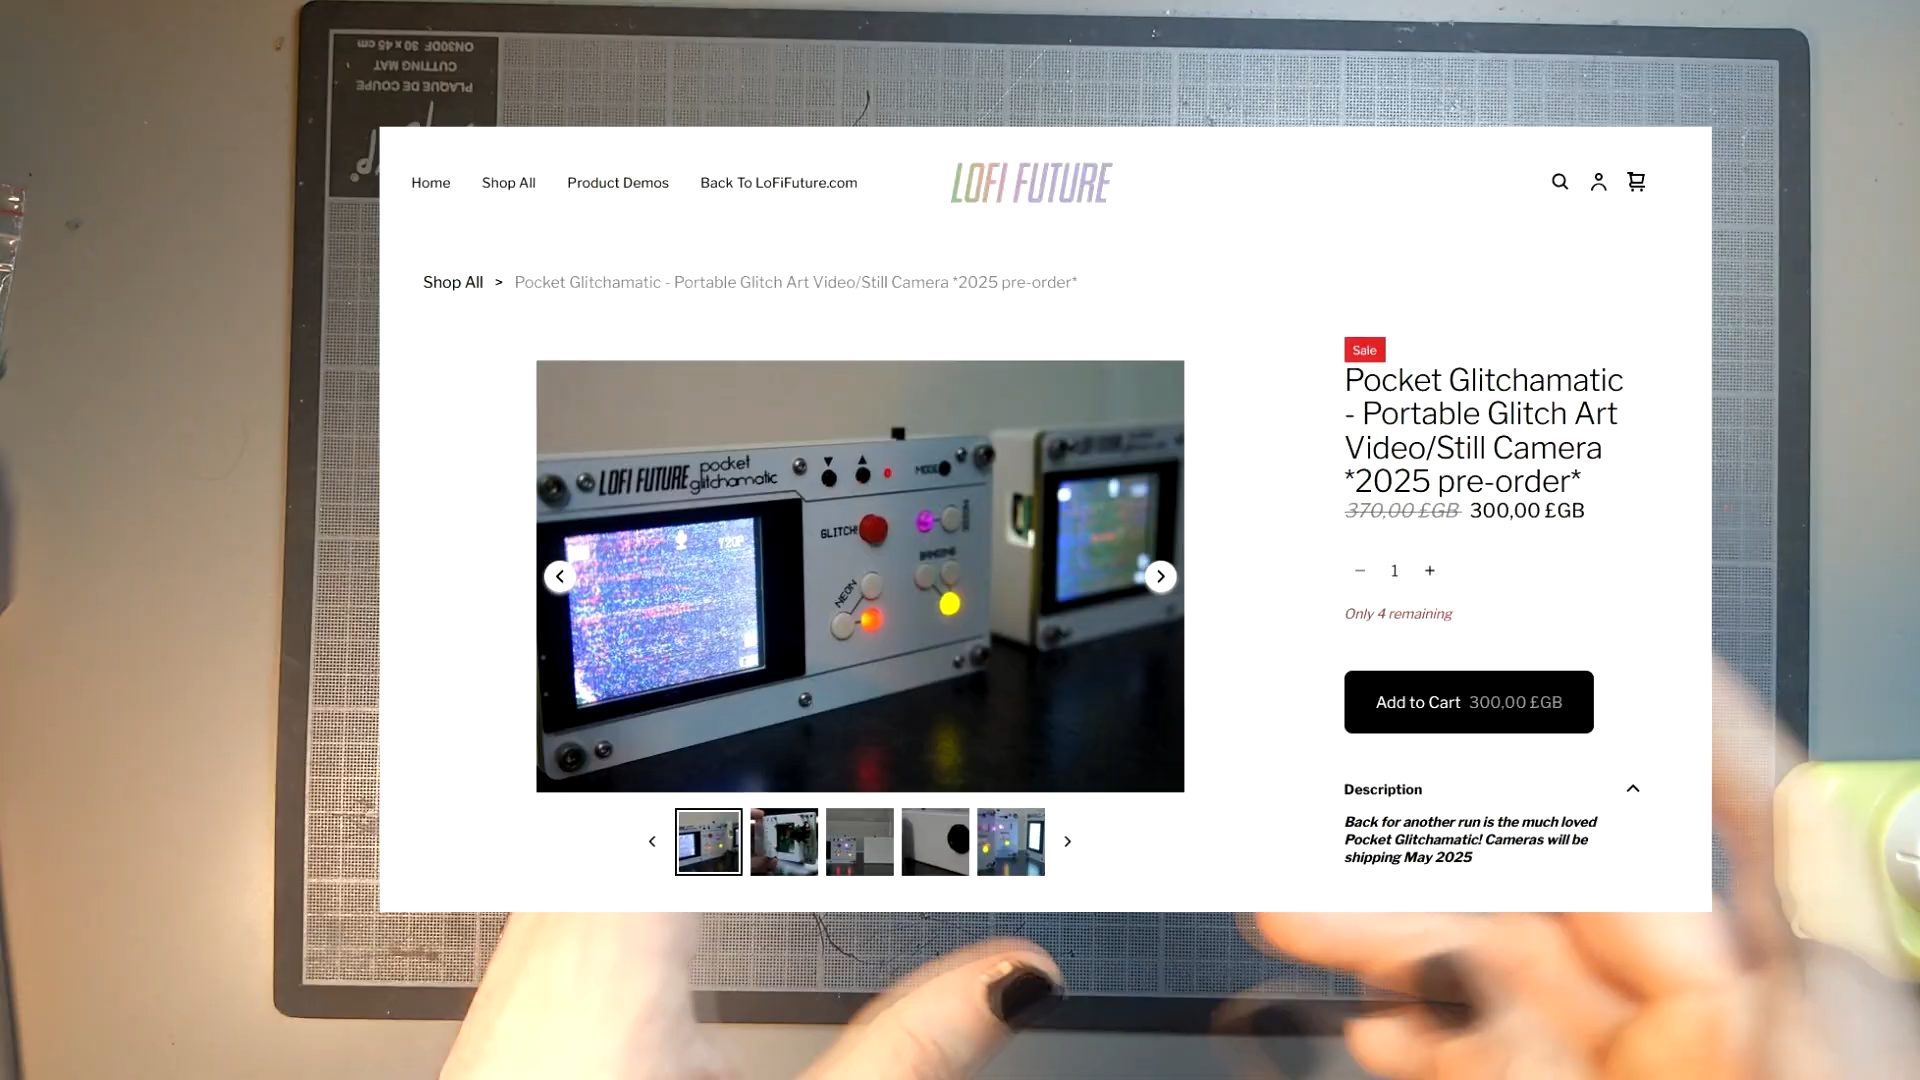 ON30DF 30 x 45 cm
CUTTING MAT
PLAQUE DE COUPE
Home
Shop All
Product Demos
Back To LoFiFuture.com
LOFI FUTURE
Shop All > Pocket Glitchamatic - Portable Glitch Art Video/Still Camera *2025 pre-order*
LOFI FUTURE pocket
glitchamatic
MODE
GLITCH!
NEON
BANDING
720P
Sale
Pocket Glitchamatic
- Portable Glitch Art
Video/Still Camera
*2025 pre-order*
370,00 £GB 300,00 £GB
− 1 +
Only 4 remaining
Add to Cart 300,00 £GB
Description
Back for another run is the much loved
Pocket Glitchamatic! Cameras will be
shipping May 2025